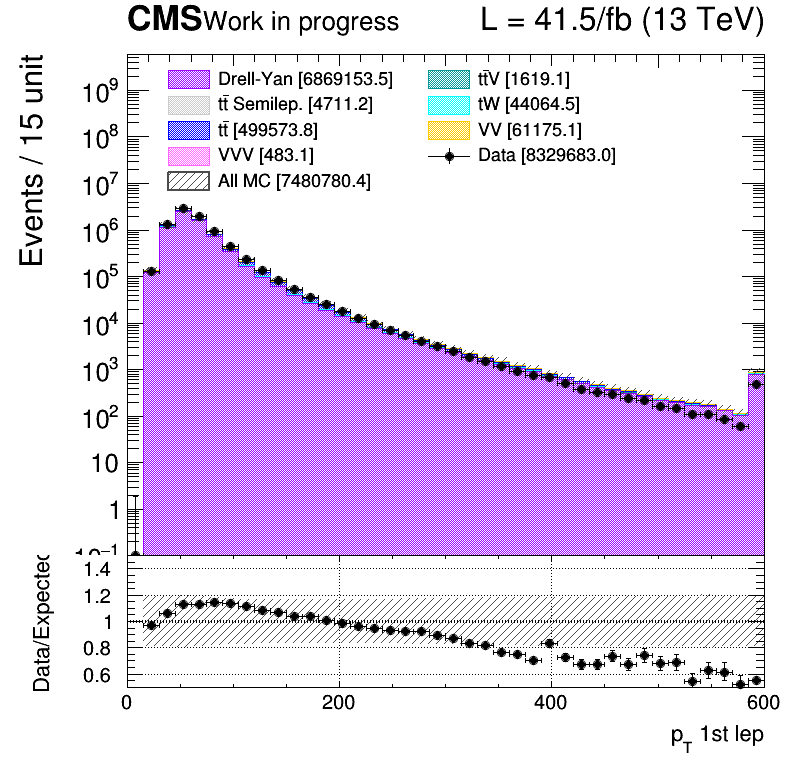 CMS Work in progress L = 41.5/fb (13 TeV)
Events / 15 unit
Drell-Yan [6869153.5]
tt̄ Semilep. [4711.2]
tt̄ [499573.8]
VVV [483.1]
All MC [7480780.4]
tt̄V [1619.1]
tW [44064.5]
VV [61175.1]
Data [8329683.0]
10⁹
10⁸
10⁷
10⁶
10⁵
10⁴
10³
10²
10
1
10⁻¹
Data/Expected
1.4
1.2
1
0.8
0.6
0 200 400 600
p_T 1st lep